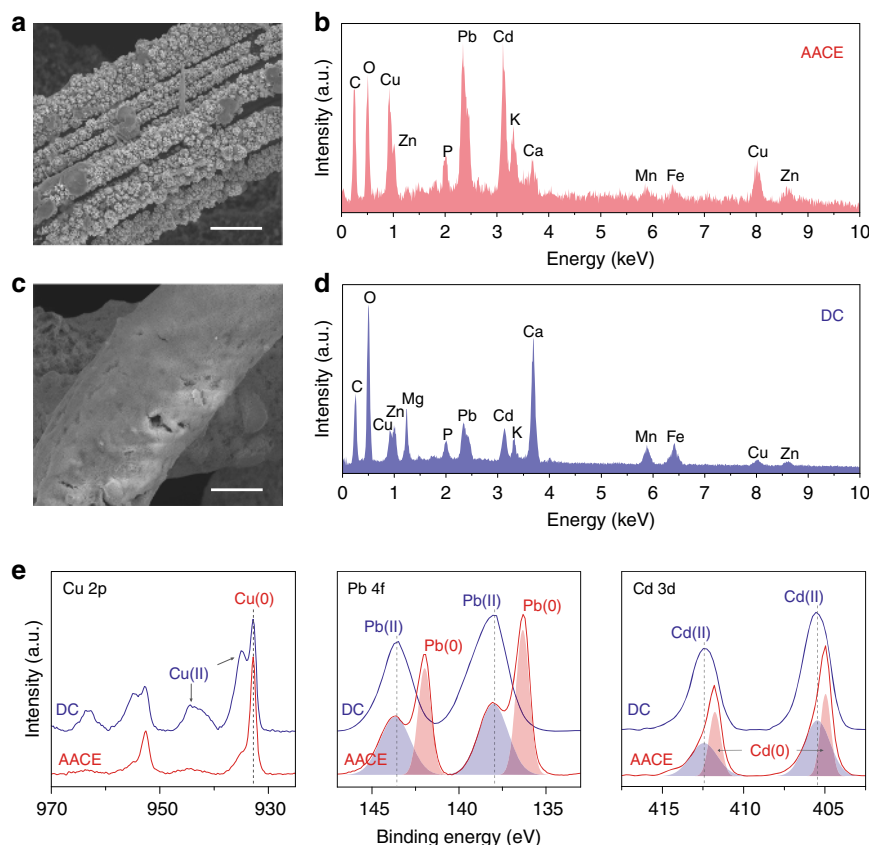 a
b
AACE
Intensity (a.u.)
C
O
Cu
Zn
P
Pb
Cd
K
Ca
Mn
Fe
Cu
Zn
0 1 2 3 4 5 6 7 8 9 10
Energy (keV)
c
d
DC
Intensity (a.u.)
C
O
Cu
Zn
Mg
P
Pb
Cd
K
Ca
Mn
Fe
Cu
Zn
0 1 2 3 4 5 6 7 8 9 10
Energy (keV)
e
Intensity (a.u.)
Cu 2p
Cu(0)
Cu(II)
DC
AACE
970 950 930
Pb 4f
Pb(II)
Pb(0)
Pb(II)
Pb(0)
DC
AACE
145 140 135
Cd 3d
Cd(II)
Cd(II)
DC
AACE
Cd(0)
415 410 405
Binding energy (eV)